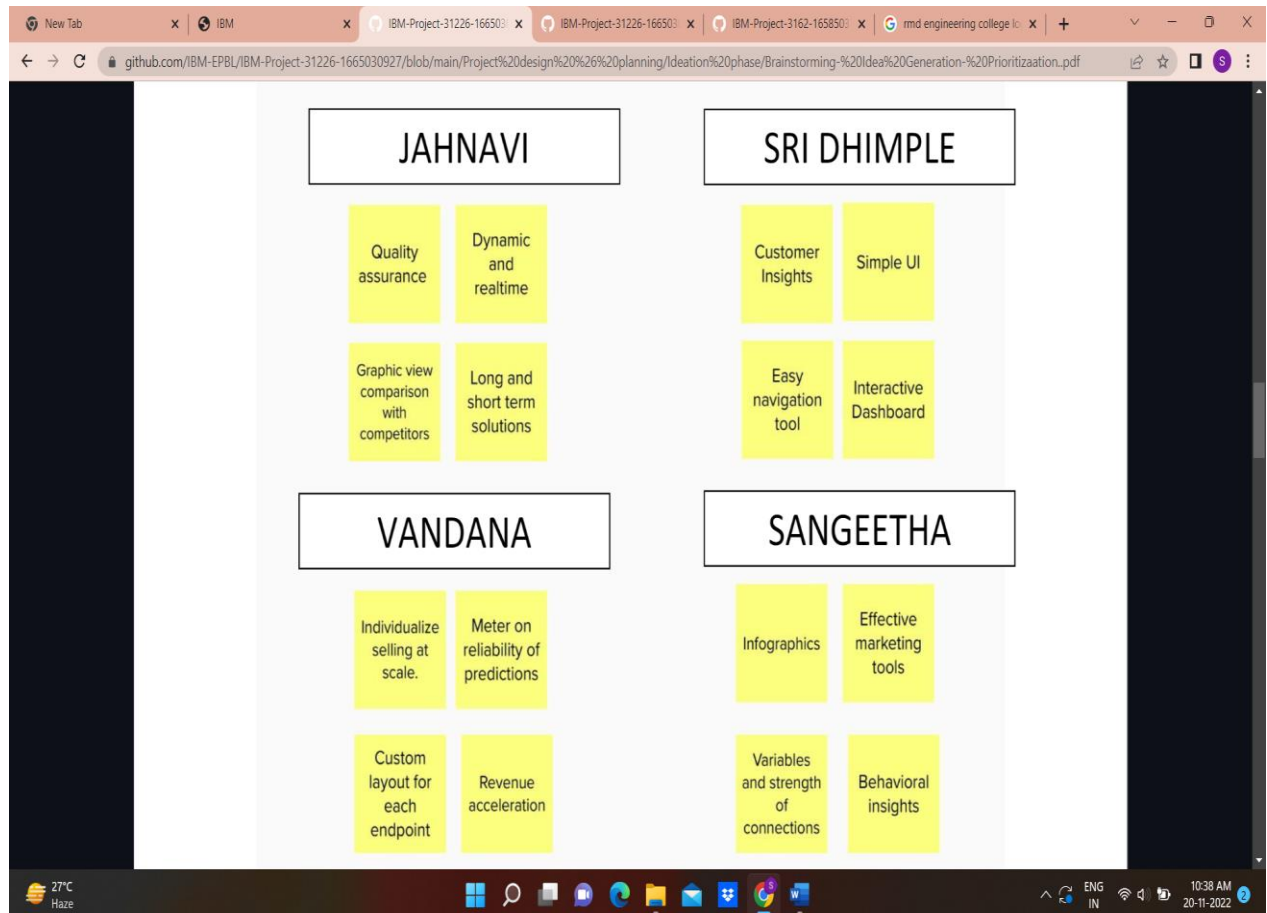 New Tab
IBM
IBM-Project-31226-166503
IBM-Project-31226-166503
IBM-Project-3162-165850
rmd engineering college lo
github.com/IBM-EPBL/IBM-Project-31226-1665030927/blob/main/Project%20design%20%26%20planning/Ideation%20phase/Brainstorming-%20Idea%20Generation-%20Prioritizaation..pdf
S
JAHNAVI
Quality
assurance
Dynamic
and
realtime
Graphic view
comparison
with
competitors
Long and
short term
solutions
SRI DHIMPLE
Customer
Insights
Simple UI
Easy
navigation
tool
Interactive
Dashboard
VANDANA
Individualize
selling at
scale.
Meter on
reliability of
predictions
Custom
layout for
each
endpoint
Revenue
acceleration
SANGEETHA
Infographics
Effective
marketing
tools
Variables
and strength
of
connections
Behavioral
insights
27°C
Haze
ENG
IN
10:38 AM
20-11-2022
2